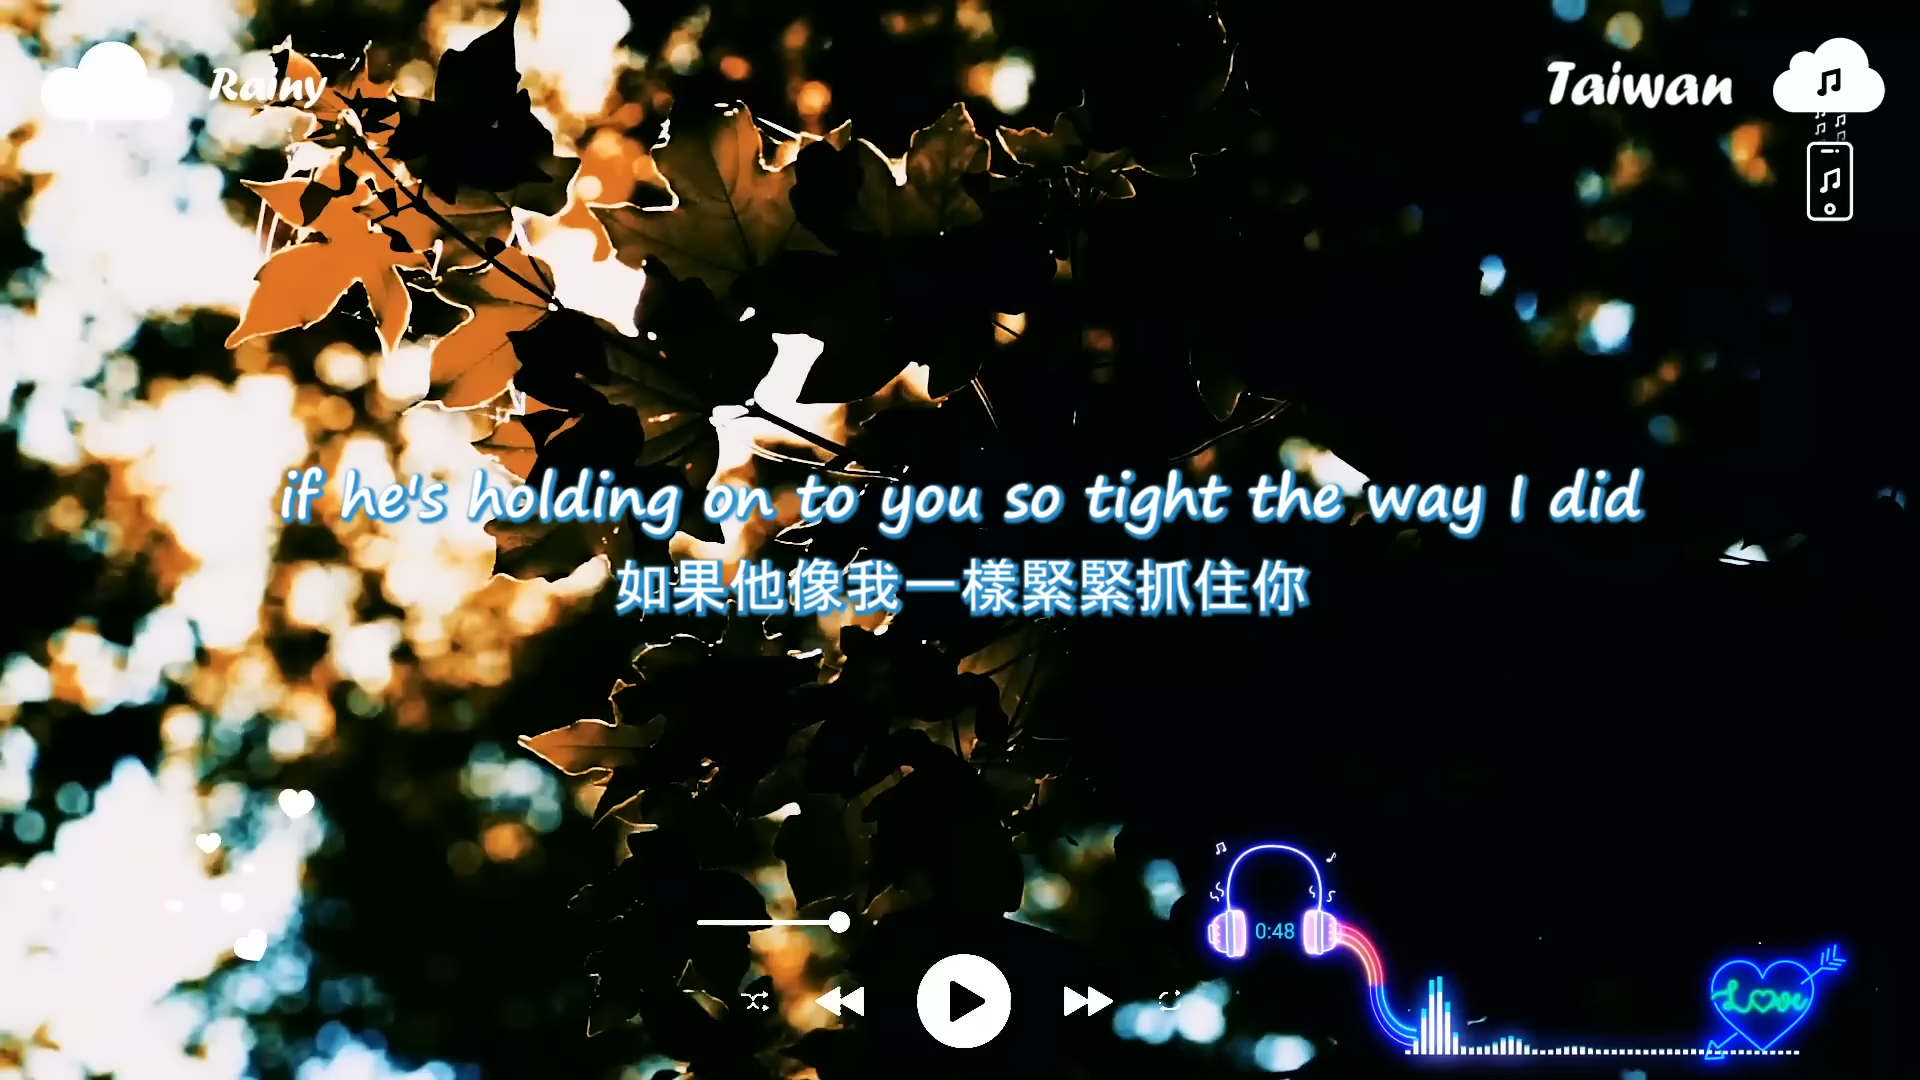 Rainy
Taiwan
if he's holding on to you so tight the way I did
如果他像我一樣緊緊抓住你
0:48
Love